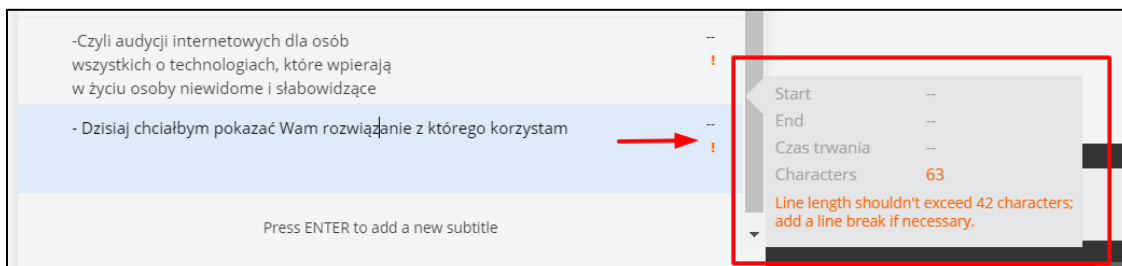 -Czyli audycji internetowych dla osób
wszystkich o technologiach, które wpierają
w życiu osoby niewidome i słabowidzące
--
!
- Dzisiaj chciałbym pokazać Wam rozwiązanie z którego korzystam
--
!
Press ENTER to add a new subtitle
Start --
End --
Czas trwania --
Characters 63
Line length shouldn't exceed 42 characters;
add a line break if necessary.